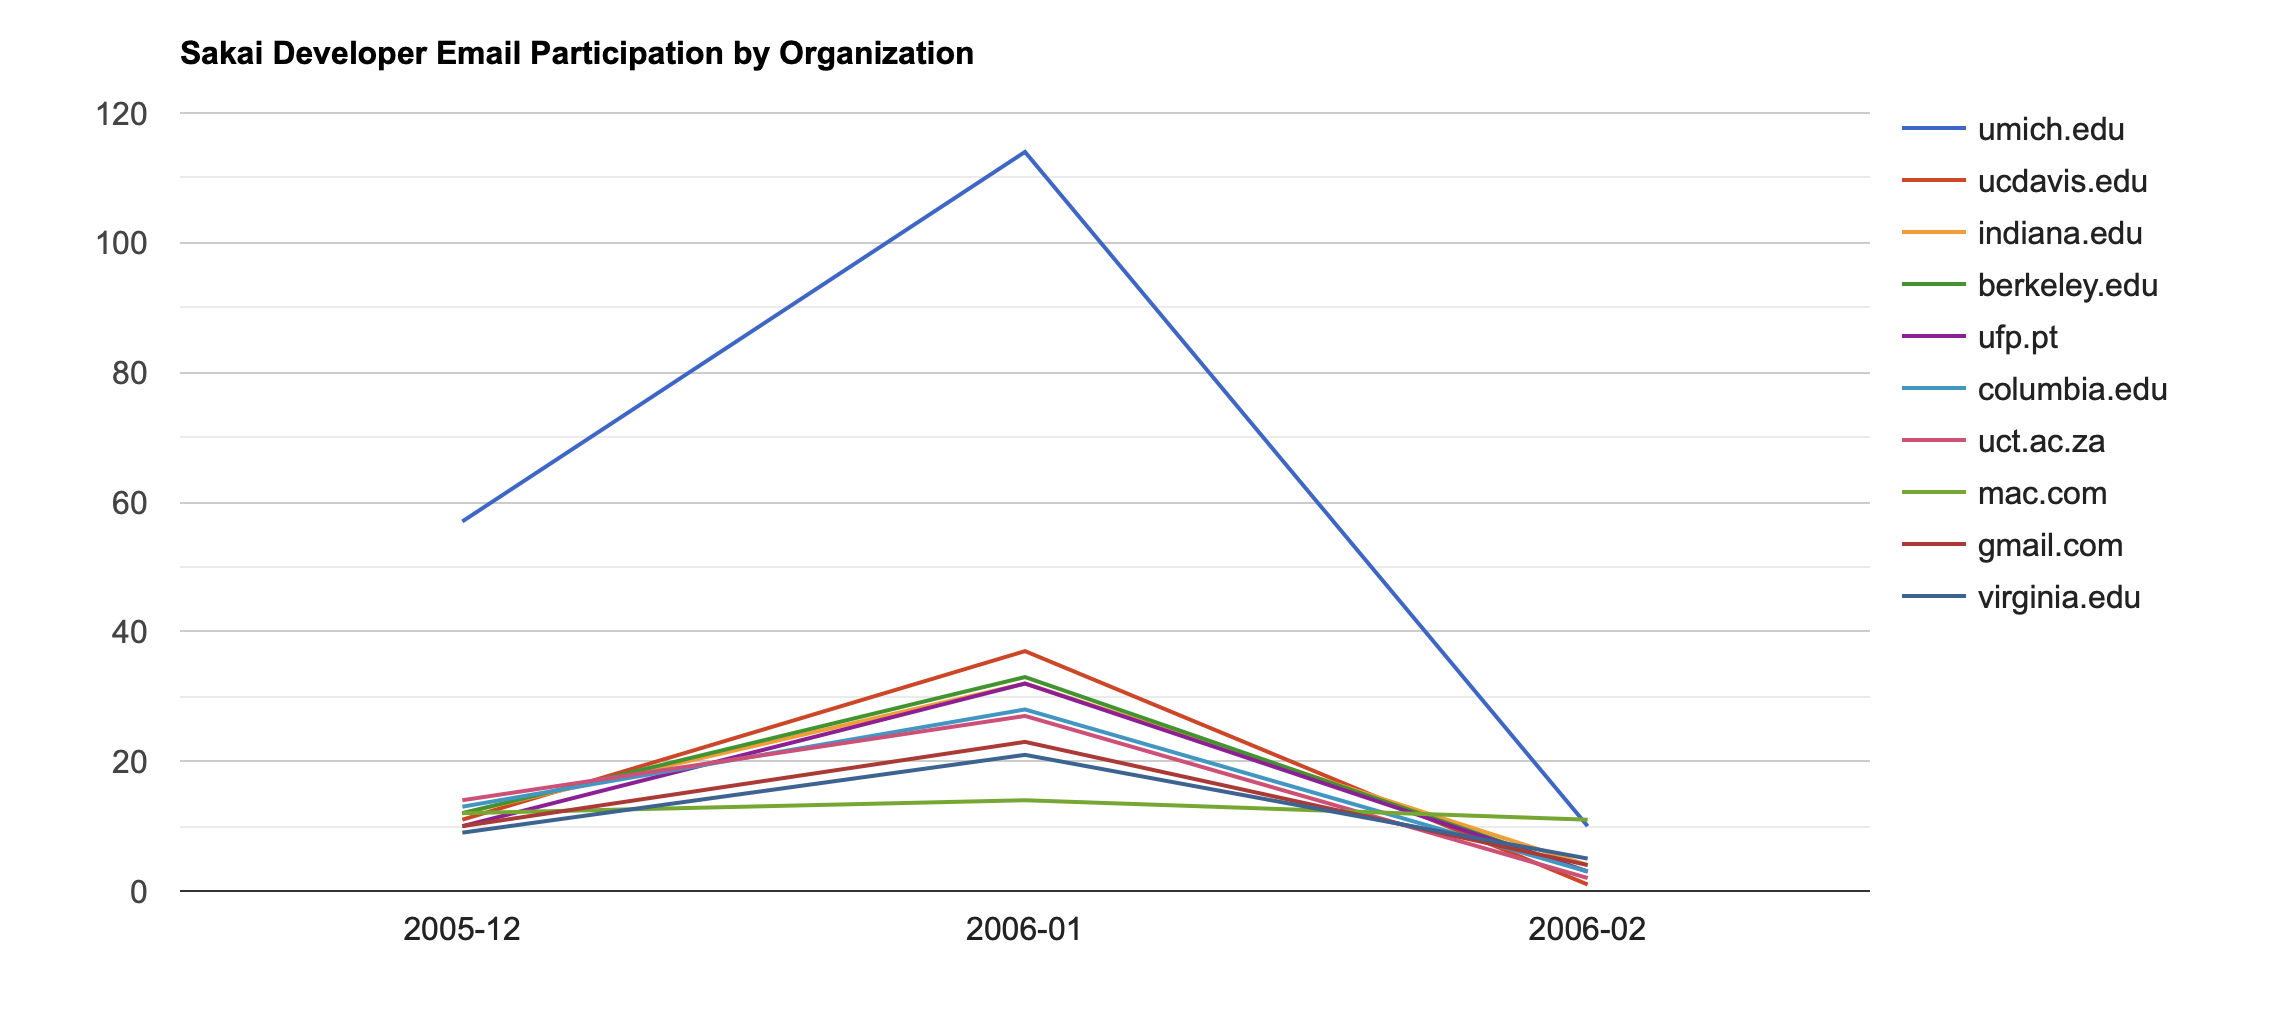 Sakai Developer Email Participation by Organization
120
100
80
60
40
20
0
2005-12
2006-01
2006-02
umich.edu
ucdavis.edu
indiana.edu
berkeley.edu
ufp.pt
columbia.edu
uct.ac.za
mac.com
gmail.com
virginia.edu